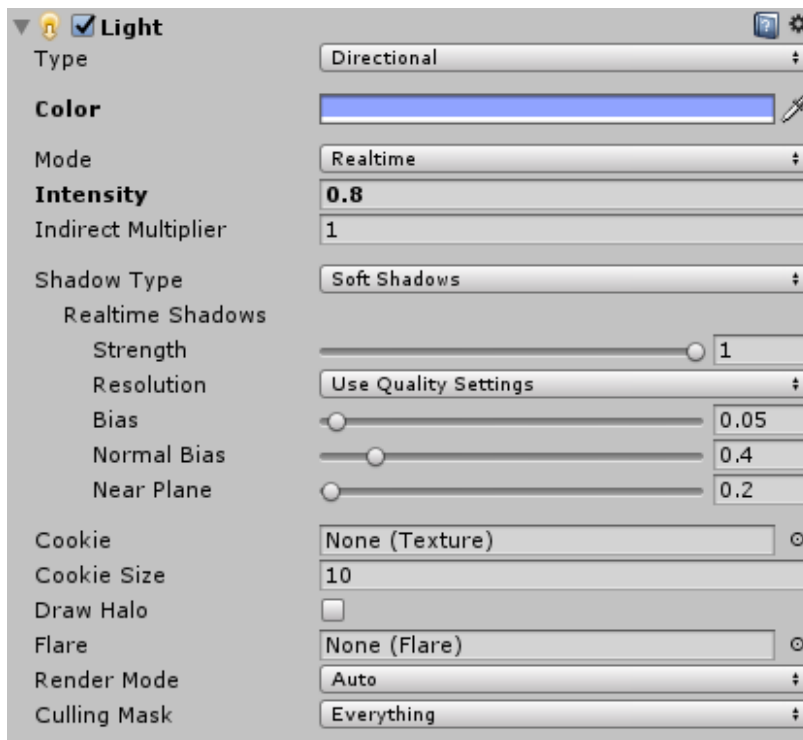 Light
Type Directional
Color
Mode Realtime
Intensity 0.8
Indirect Multiplier 1
Shadow Type Soft Shadows
Realtime Shadows
Strength 1
Resolution Use Quality Settings
Bias 0.05
Normal Bias 0.4
Near Plane 0.2
Cookie None (Texture)
Cookie Size 10
Draw Halo
Flare None (Flare)
Render Mode Auto
Culling Mask Everything